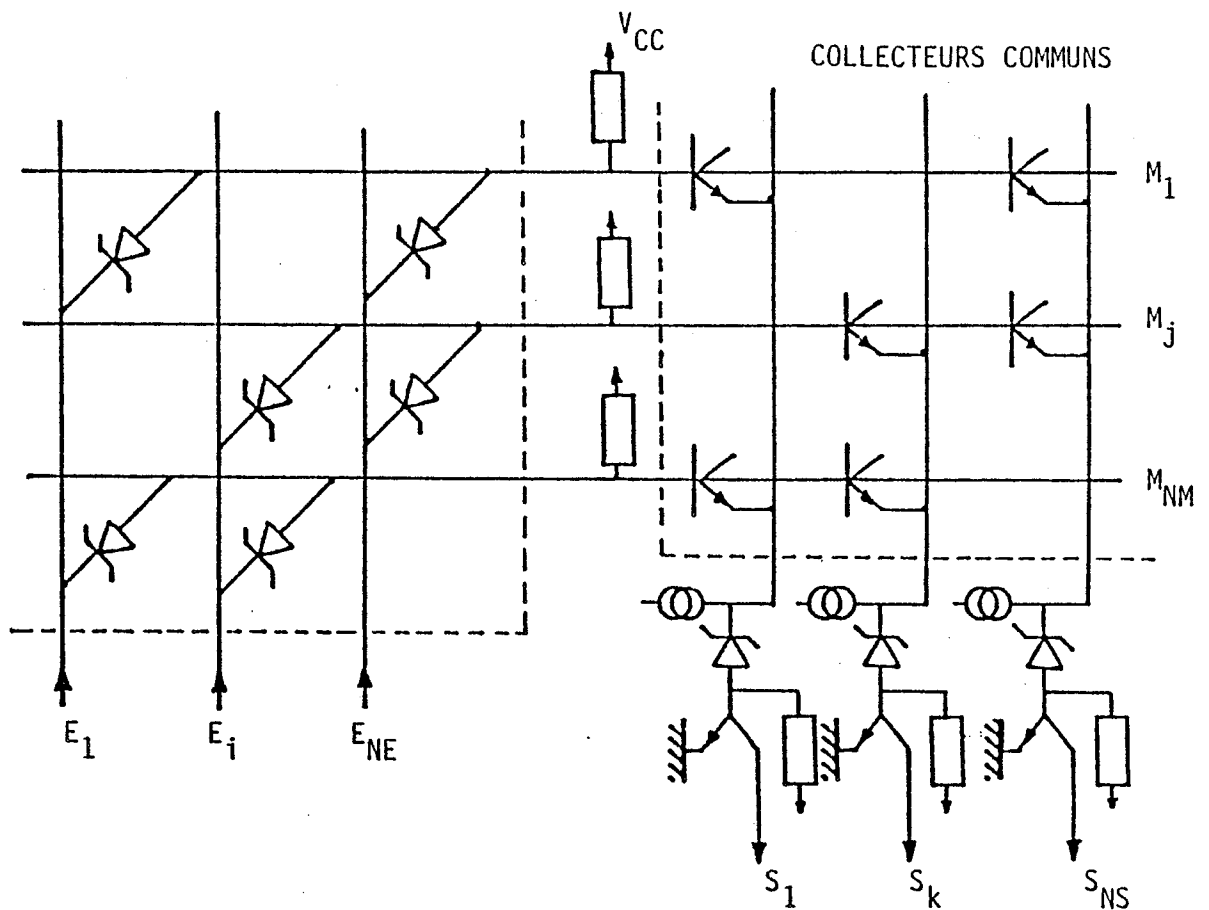 V_CC
COLLECTEURS COMMUNS
M_1
M_j
M_NM
E_1
E_i
E_NE
S_1
S_k
S_NS